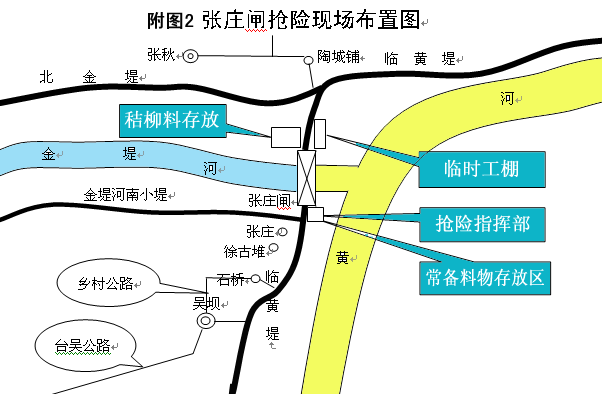 附图2 张庄闸抢险现场布置图
张秋
陶城铺
临 黄 堤
北 金 堤
河
秸柳料存放
金 堤 河
临时工棚
金堤河南小堤
张庄闸
抢险指挥部
张庄
徐古堆
黄
常备料物存放区
石桥
临黄堤
乡村公路
吴坝
台吴公路